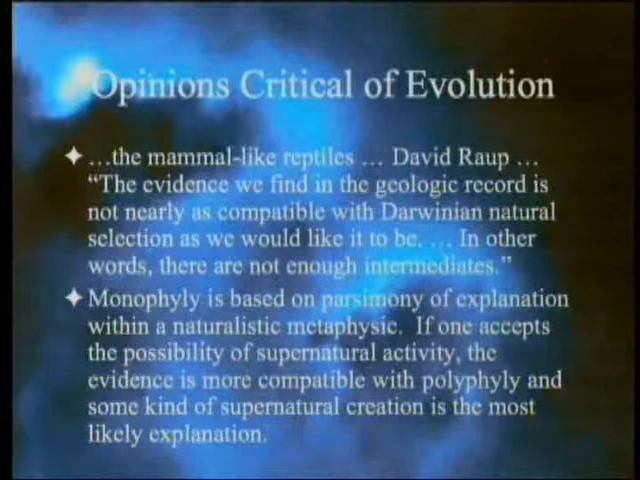 Opinions Critical of Evolution
…the mammal-like reptiles … David Raup …
“The evidence we find in the geologic record is
not nearly as compatible with Darwinian natural
selection as we would like it to be. … In other
words, there are not enough intermediates.”
Monophyly is based on parsimony of explanation
within a naturalistic metaphysic. If one accepts
the possibility of supernatural activity, the
evidence is more compatible with polyphyly and
some kind of supernatural creation is the most
likely explanation.